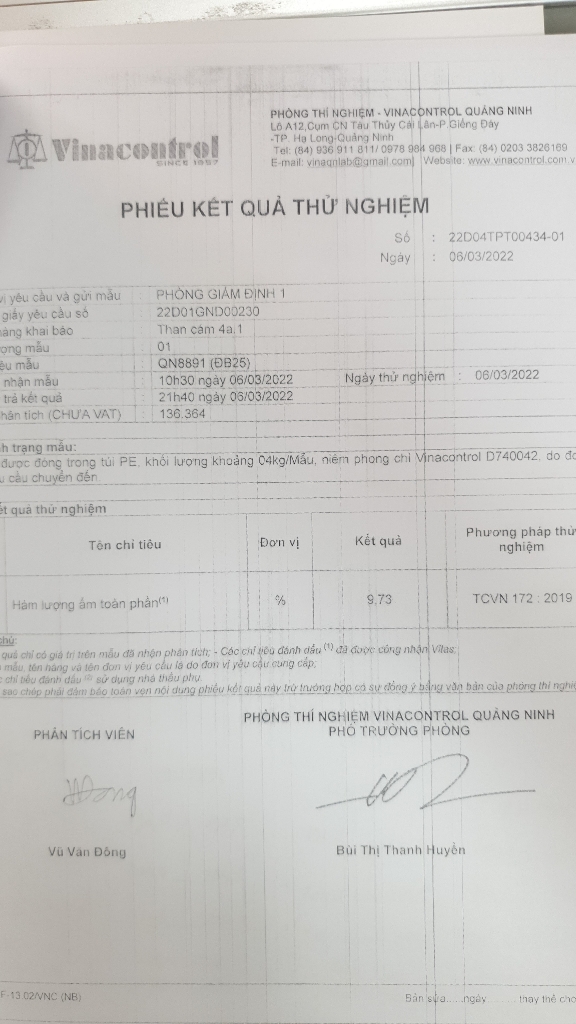 Vinacontrol
SINCE 1957
PHÒNG THÍ NGHIỆM - VINACONTROL QUẢNG NINH
Lô A12,Cụm CN Tàu Thủy Cái Lân-P.Giếng Đáy
-TP. Hạ Long-Quảng Ninh
Tel: (84) 936 911 811/ 0978 984 968 | Fax: (84) 0203 3826169
E-mail: vinaqnlab@gmail.com| Website: www.vinacontrol.com.v
PHIẾU KẾT QUẢ THỬ NGHIỆM
Số : 22D04TPT00434-01
Ngày : 06/03/2022
vị yêu cầu và gửi mẫu : PHÒNG GIÁM ĐỊNH 1
giấy yêu cầu số : 22D01GND00230
hàng khai báo : Than cám 4a.1
ượng mẫu : 01
iệu mẫu : QN8891 (ĐB25)
nhận mẫu : 10h30 ngày 06/03/2022 Ngày thử nghiệm : 06/03/2022
trả kết quả : 21h40 ngày 06/03/2022
hân tích (CHƯA VAT) : 136.364
h trạng mẫu:
được đóng trong túi PE, khối lượng khoảng 04kg/Mẫu, niêm phong chì Vinacontrol D740042, do đơ
u cầu chuyển đến.
ết quả thử nghiệm
Tên chỉ tiêu Đơn vị Kết quả Phương pháp thử nghiệm
Hàm lượng ẩm toàn phần(1) % 9,73 TCVN 172 : 2019
chú:
quả chỉ có giá trị trên mẫu đã nhận phân tích; - Các chỉ tiêu đánh dấu (1) đã được công nhận Vilas;
mẫu, tên hàng và tên đơn vị yêu cầu là do đơn vị yêu cầu cung cấp;
chỉ tiêu đánh dấu (2) sử dụng nhà thầu phụ.
sao chép phải đảm bảo toàn vẹn nội dung phiếu kết quả này trừ trường hợp có sự đồng ý bằng văn bản của phòng thí nghiệ
PHÒNG THÍ NGHIỆM VINACONTROL QUẢNG NINH
PHÂN TÍCH VIÊN PHÓ TRƯỞNG PHÒNG
Vũ Văn Đông Bùi Thị Thanh Huyền
F-13.02/VNC (NB) Bản sửa.....ngày ........ thay thế cho